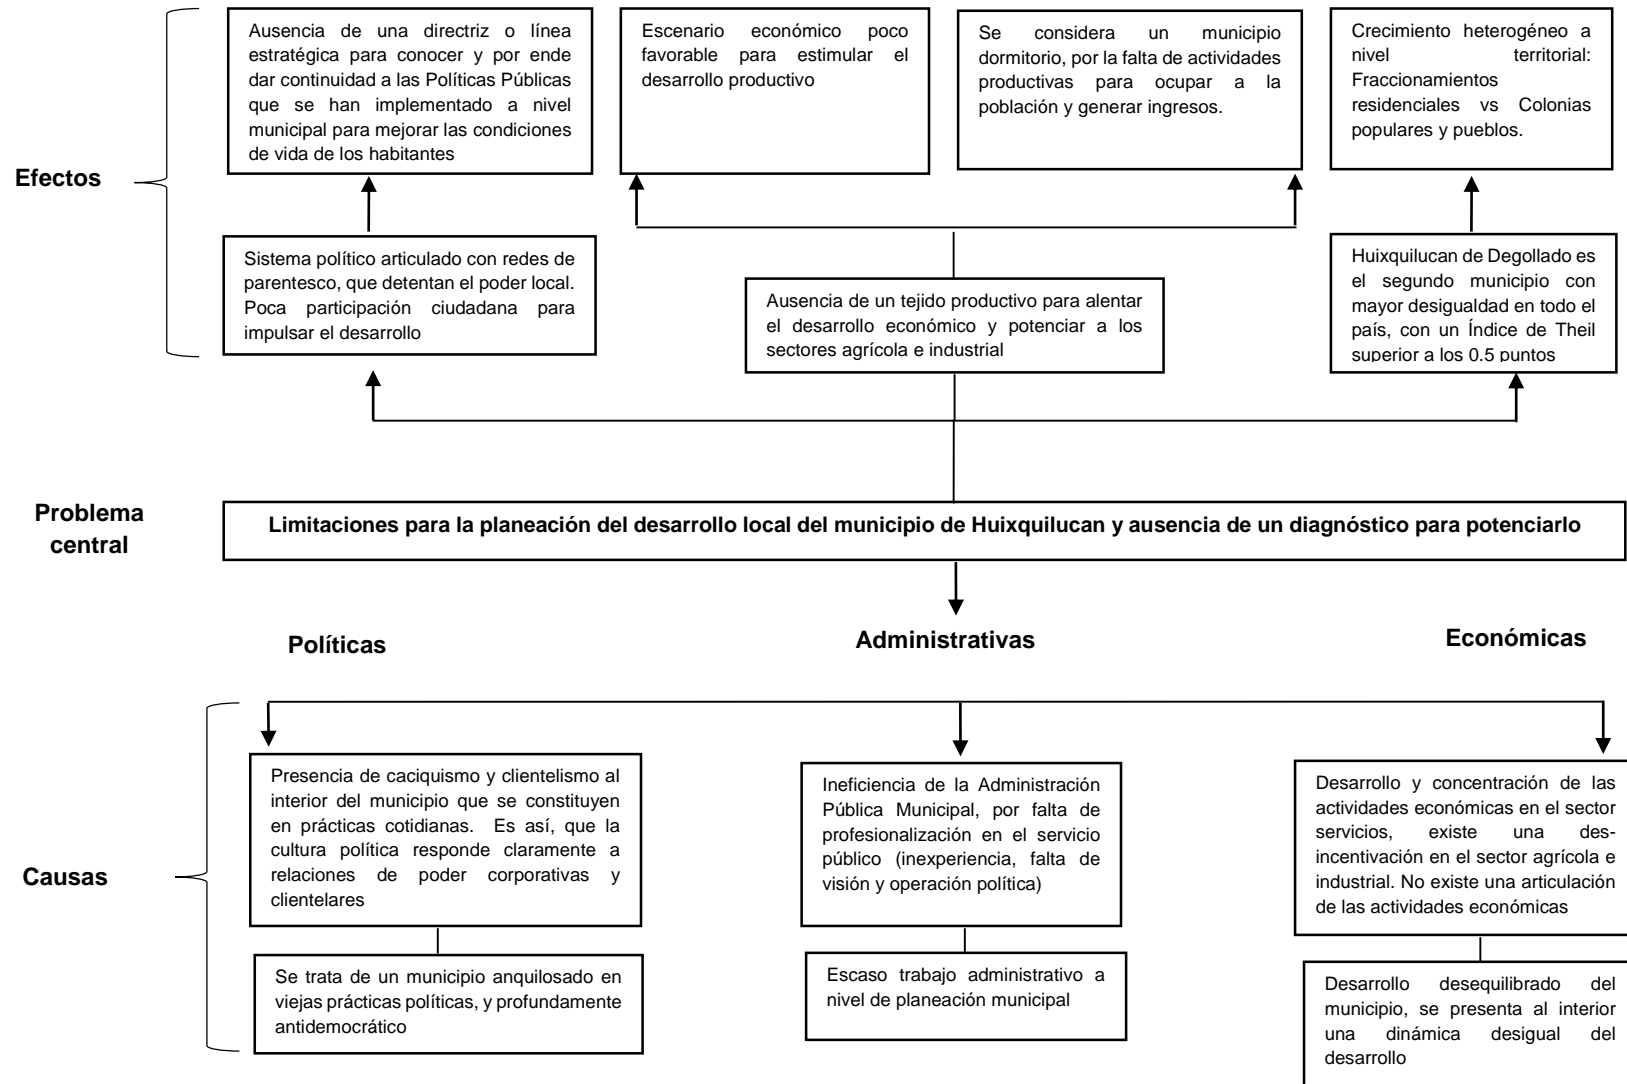 Ausencia de una directriz o línea
estratégica para conocer y por ende
dar continuidad a las Políticas Públicas
que se han implementado a nivel
municipal para mejorar las condiciones
de vida de los habitantes
Escenario económico poco
favorable para estimular el
desarrollo productivo
Se considera un municipio
dormitorio, por la falta de actividades
productivas para ocupar a la
población y generar ingresos.
Crecimiento heterogéneo a
nivel territorial:
Fraccionamientos
residenciales vs Colonias
populares y pueblos.
Efectos
Sistema político articulado con redes de
parentesco, que detentan el poder local.
Poca participación ciudadana para
impulsar el desarrollo
Ausencia de un tejido productivo para alentar
el desarrollo económico y potenciar a los
sectores agrícola e industrial
Huixquilucan de Degollado es
el segundo municipio con
mayor desigualdad en todo el
país, con un Índice de Theil
superior a los 0.5 puntos
Problema
central
Limitaciones para la planeación del desarrollo local del municipio de Huixquilucan y ausencia de un diagnóstico para potenciarlo
Políticas
Administrativas
Económicas
Causas
Presencia de caciquismo y clientelismo al
interior del municipio que se constituyen
en prácticas cotidianas. Es así, que la
cultura política responde claramente a
relaciones de poder corporativas y
clientelares
Ineficiencia de la Administración
Pública Municipal, por falta de
profesionalización en el servicio
público (inexperiencia, falta de
visión y operación política)
Desarrollo y concentración de las
actividades económicas en el sector
servicios, existe una des-
incentivación en el sector agrícola e
industrial. No existe una articulación
de las actividades económicas
Se trata de un municipio anquilosado en
viejas prácticas políticas, y profundamente
antidemocrático
Escaso trabajo administrativo a
nivel de planeación municipal
Desarrollo desequilibrado del
municipio, se presenta al interior
una dinámica desigual del
desarrollo